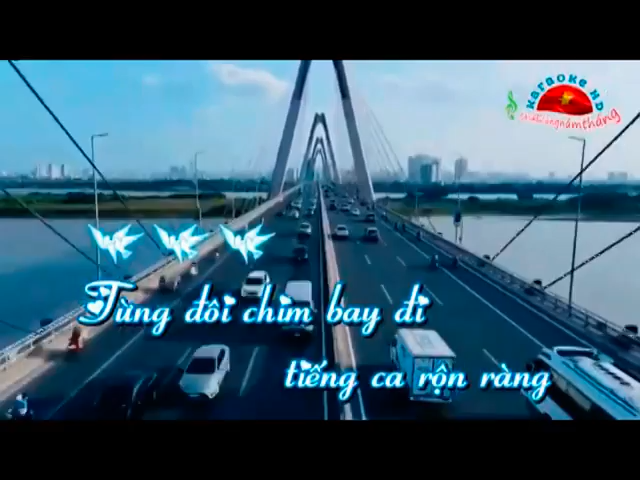 karaoke HD
Từng đôi chim bay đi
tiếng ca rộn ràng